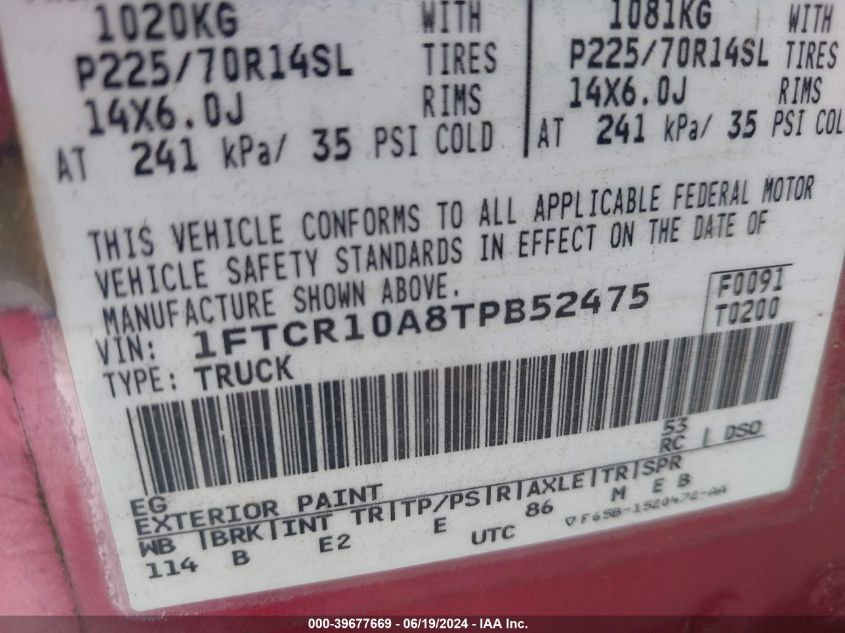 1020KG WITH 1081KG WITH
P225/70R14SL TIRES P225/70R14SL TIRES
14X6.0J RIMS 14X6.0J RIMS
AT 241 kPa/ 35 PSI COLD AT 241 kPa/ 35 PSI COL
THIS VEHICLE CONFORMS TO ALL APPLICABLE FEDERAL MOTOR
VEHICLE SAFETY STANDARDS IN EFFECT ON THE DATE OF
MANUFACTURE SHOWN ABOVE.
VIN: 1FTCR10A8TPB52475 F0091
TYPE: TRUCK T0200
EG 53
EXTERIOR PAINT RC DSO
WB BRK INT TR TP/PS R AXLE TR SPR
114 B E2 E 86 M E B
UTC F65B-1520472-AA
000-39677669 - 06/19/2024 - IAA Inc.